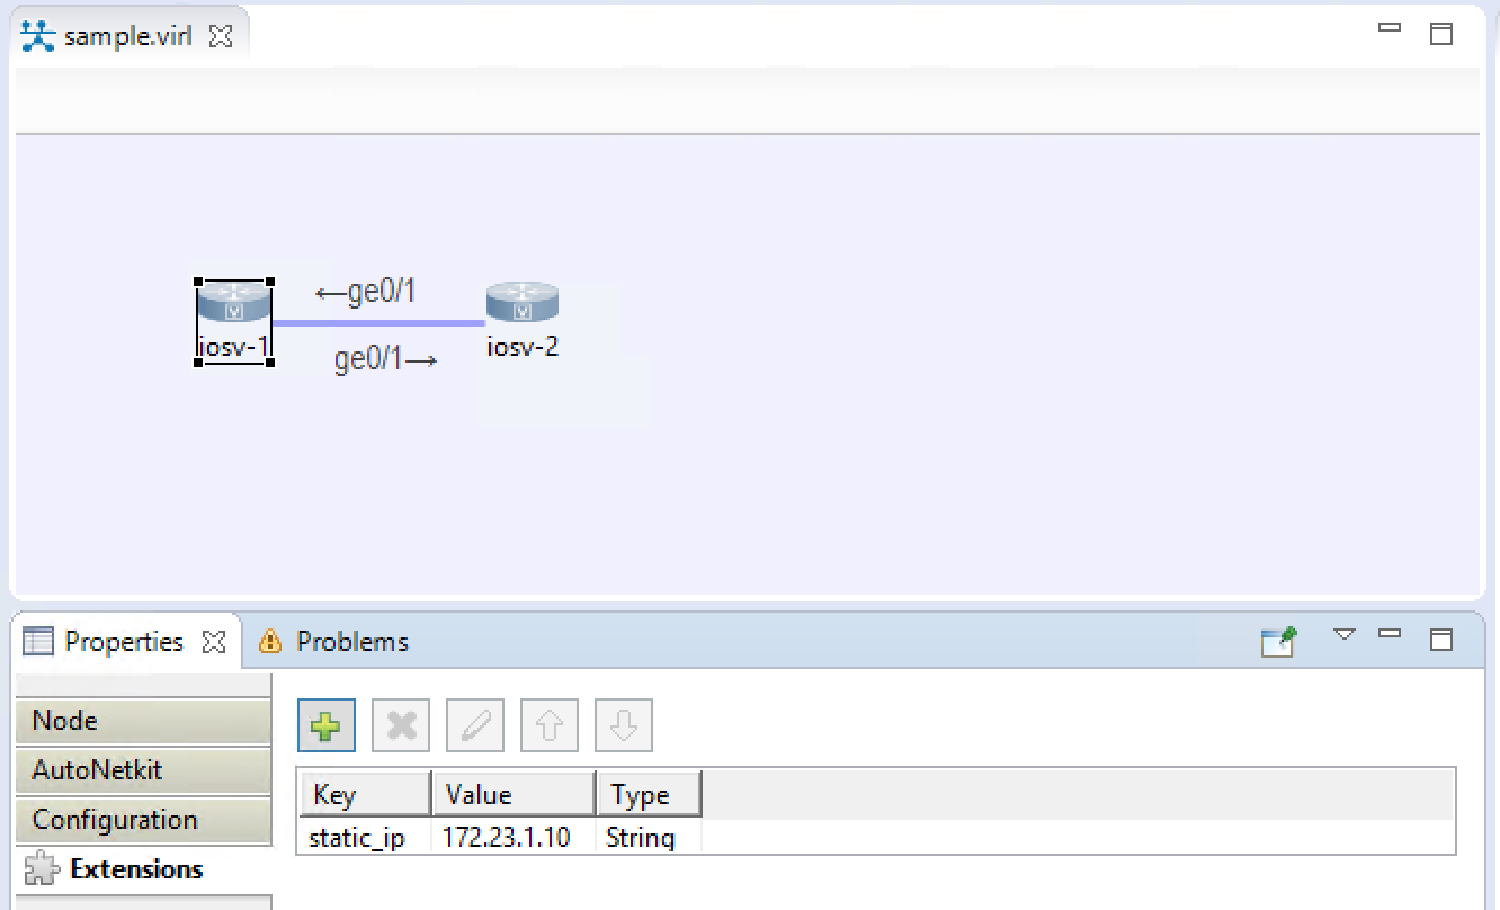 sample.virl
←ge0/1
iosv-1
iosv-2
ge0/1→
Properties
Problems
Node
AutoNetkit
Configuration
Extensions
Key Value Type
static_ip 172.23.1.10 String